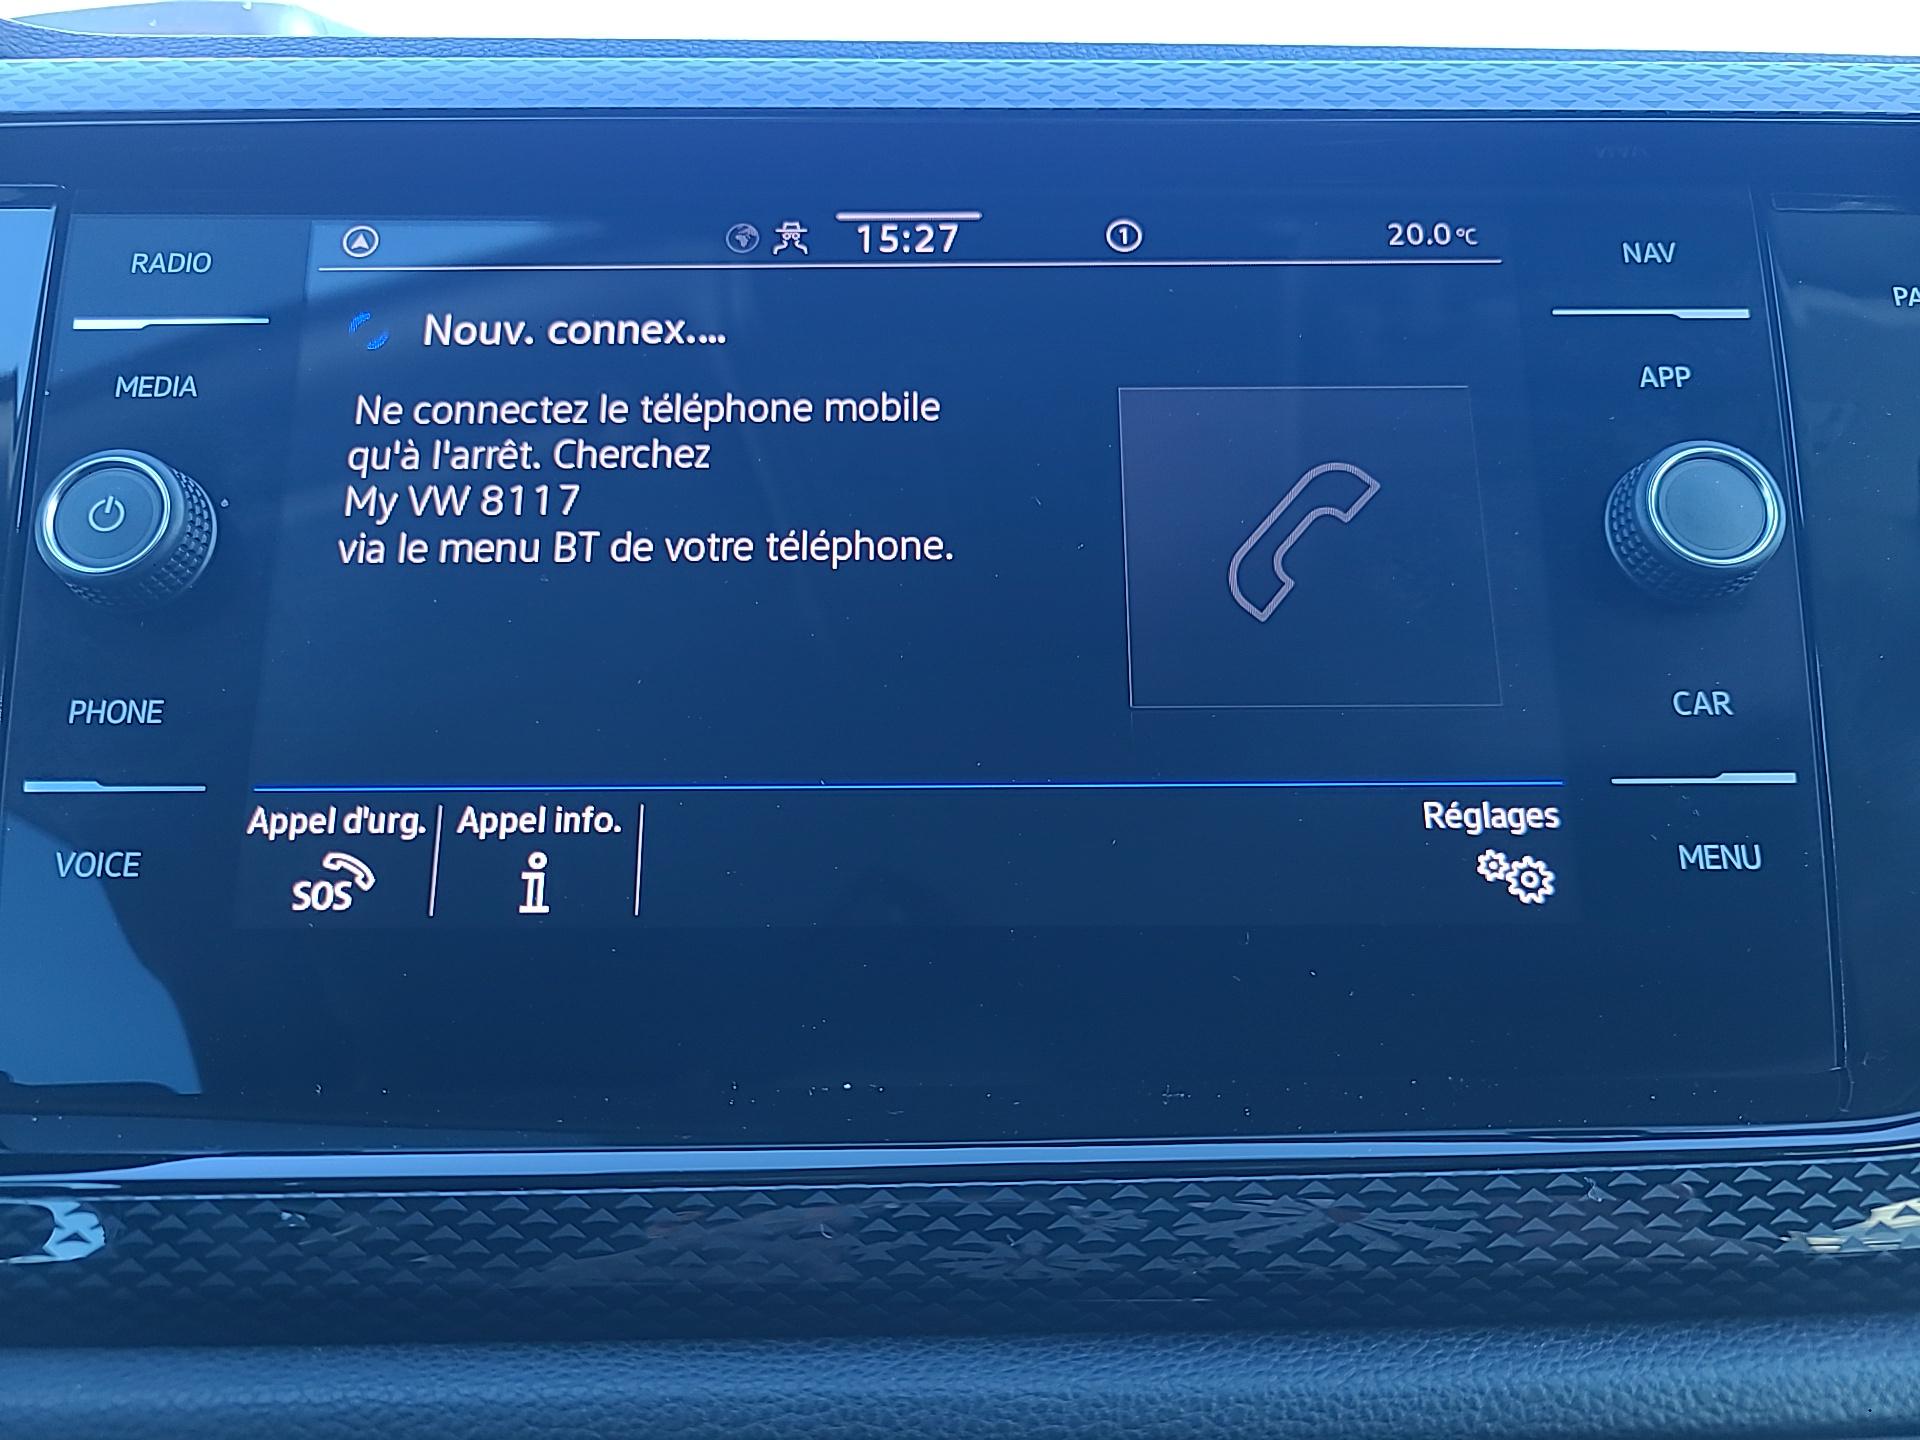 RADIO
15:27
1
20.0°C
NAV
Nouv. connex....
MEDIA
APP
Ne connectez le téléphone mobile
qu'à l'arrêt. Cherchez
My VW 8117
via le menu BT de votre téléphone.
PHONE
CAR
Appel d'urg.
Appel info.
Réglages
VOICE
SOS
i
MENU